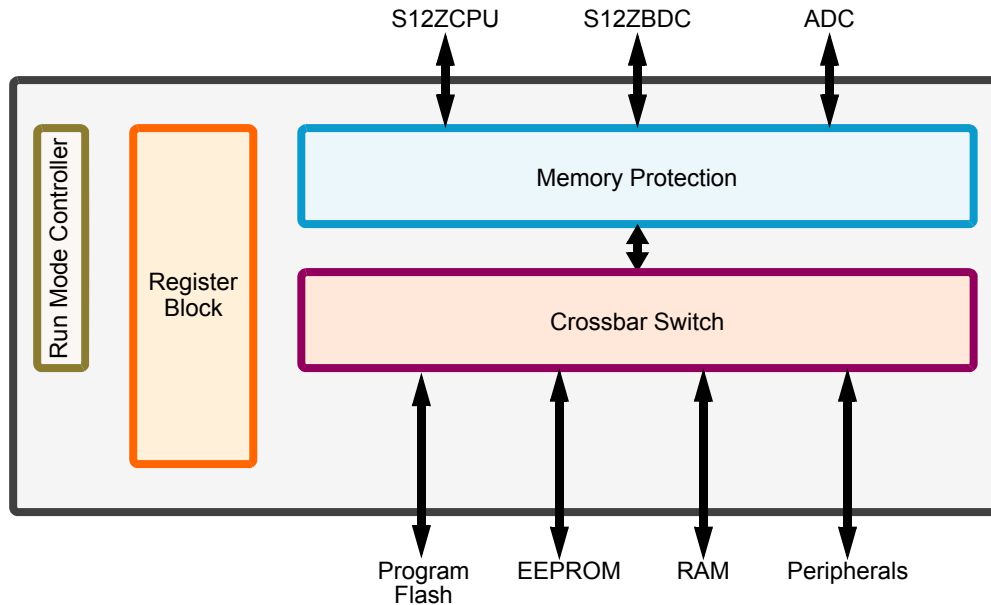 S12ZCPU
S12ZBDC
ADC
Run Mode Controller
Register
Block
Memory Protection
Crossbar Switch
Program
Flash
EEPROM
RAM
Peripherals